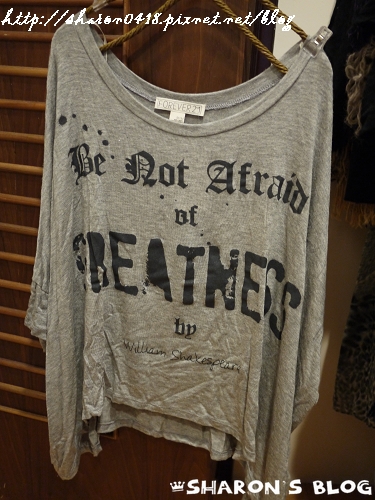 http://sharon0418.pixnet.net/blog
FOREVER 21
Be Not Afraid
of
GREATNESS
by
William Shakespeare
SHARON'S BLOG